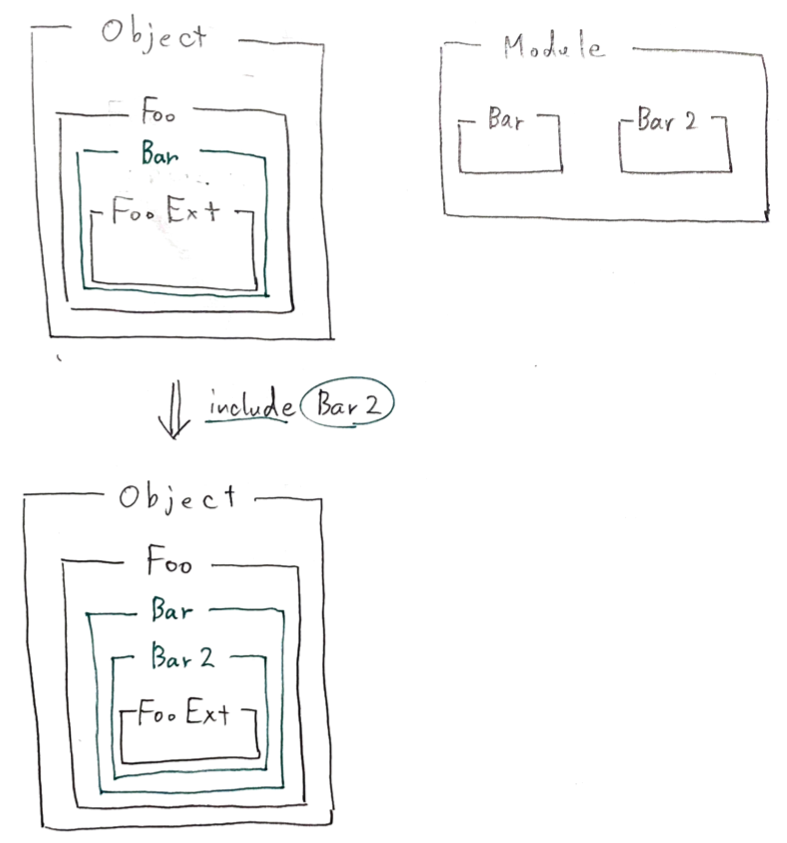 Object
Foo
Bar
Foo Ext
Module
Bar
Bar 2
include Bar 2
Object
Foo
Bar
Bar 2
Foo Ext